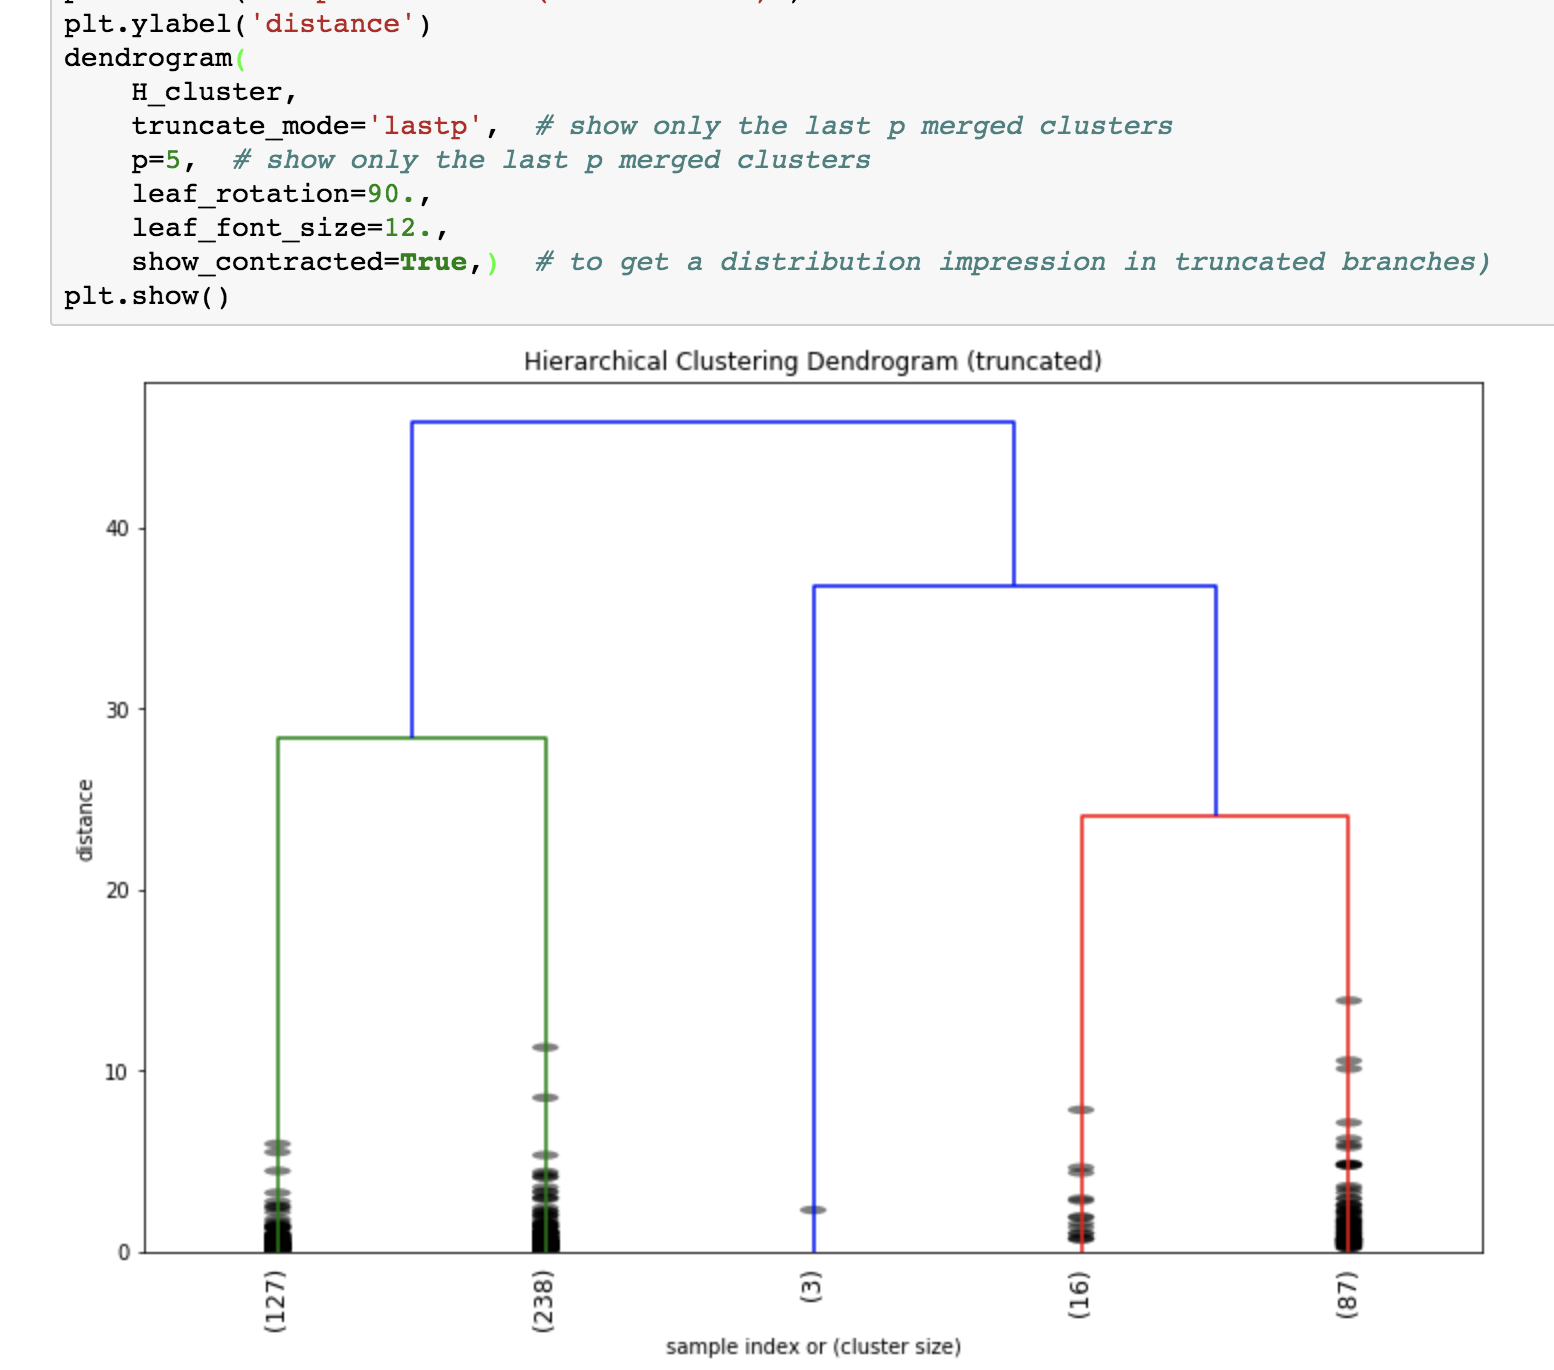 plt.ylabel('distance')
dendrogram(
    H_cluster,
    truncate_mode='lastp',  # show only the last p merged clusters
    p=5,  # show only the last p merged clusters
    leaf_rotation=90.,
    leaf_font_size=12.,
    show_contracted=True,)  # to get a distribution impression in truncated branches)
plt.show()
Hierarchical Clustering Dendrogram (truncated)
40
30
20
10
0
distance
(127)
(238)
(3)
(16)
(87)
sample index or (cluster size)